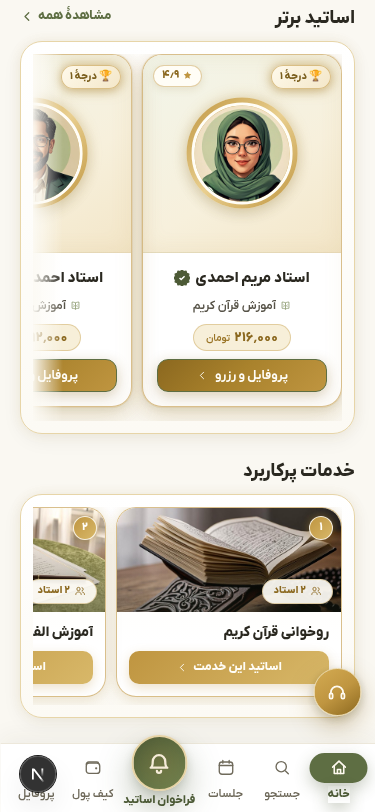 اساتید برتر
مشاهدهٔ همه
درجهٔ ۱
۴٫۹
درجهٔ ۱
استاد مریم احمدی
استاد احمد
آموزش قرآن کریم
آموزش
۲۱۶٬۰۰۰ تومان
پروفایل و رزرو
پروفایل
خدمات پرکاربرد
۱
۲
۲ استاد
۲ استاد
روخوانی قرآن کریم
آموزش الف
اساتید این خدمت
خانه
جستجو
جلسات
فراخوان اساتید
کیف پول
پروفایل
N